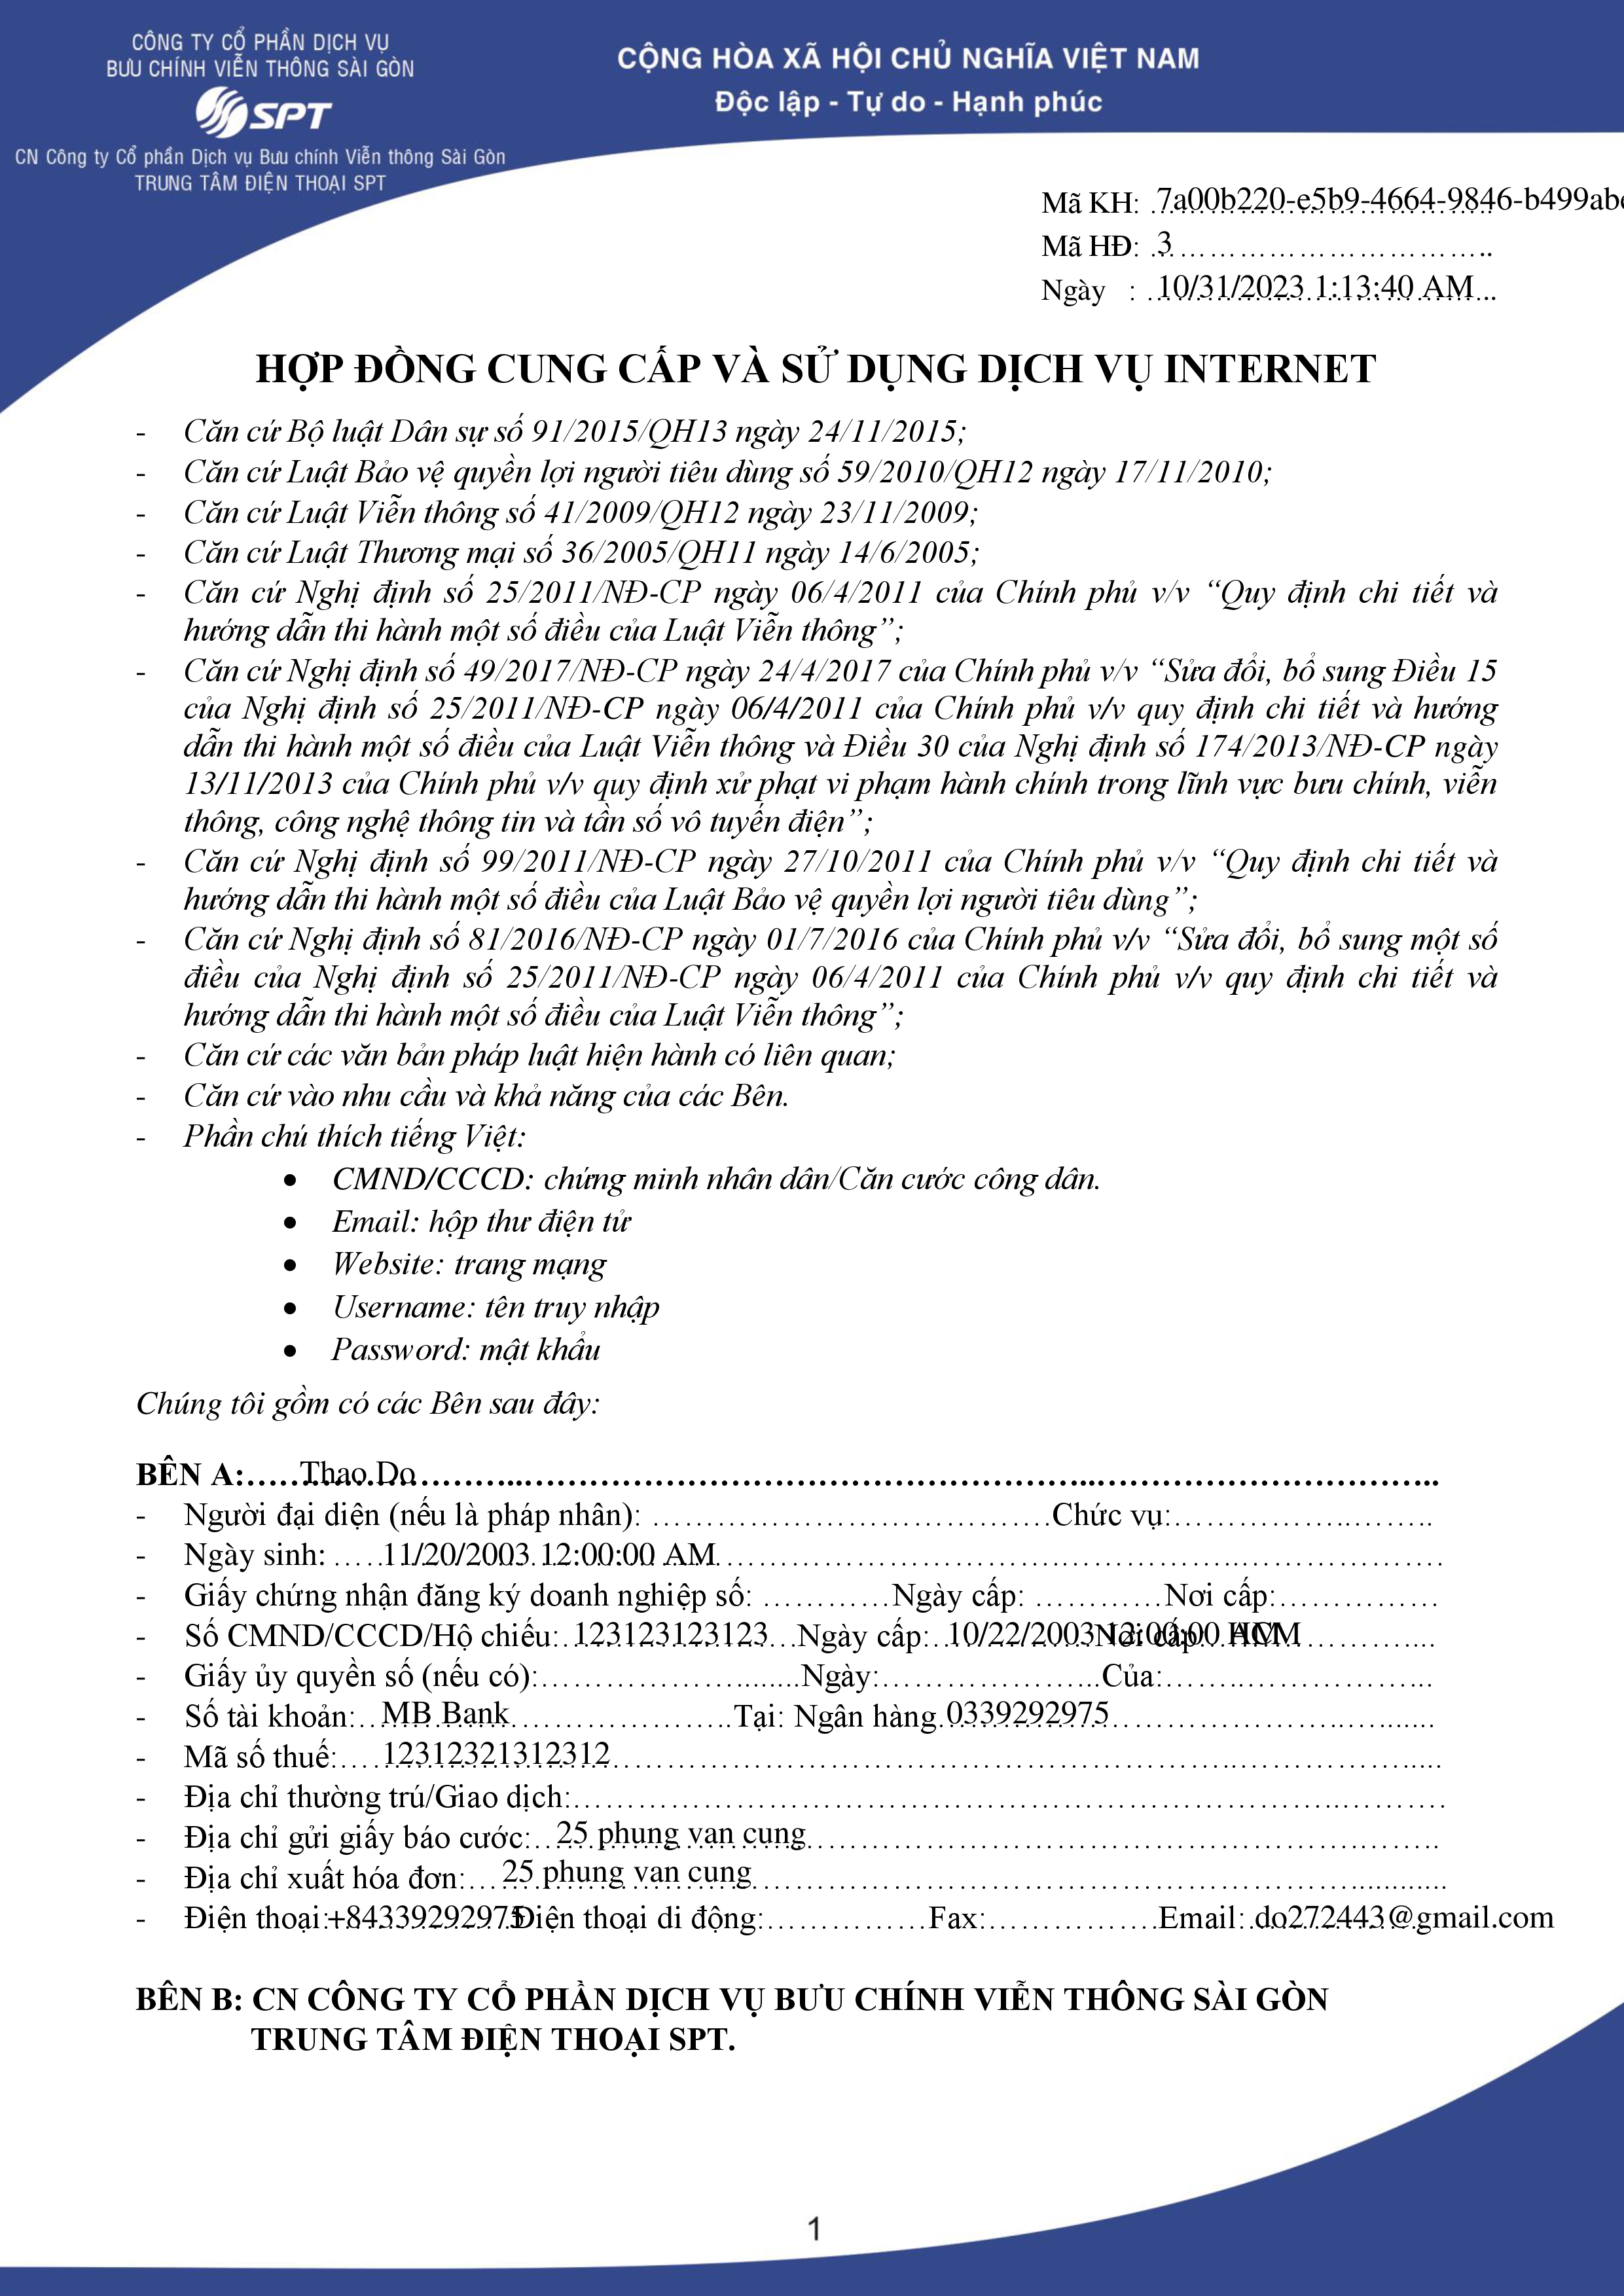 CÔNG TY CỔ PHẦN DỊCH VỤ
BƯU CHÍNH VIỄN THÔNG SÀI GÒN
SPT
CN Công ty Cổ phần Dịch vụ Bưu chính Viễn thông Sài Gòn
TRUNG TÂM ĐIỆN THOẠI SPT
CỘNG HÒA XÃ HỘI CHỦ NGHĨA VIỆT NAM
Độc lập - Tự do - Hạnh phúc
Mã KH: 7a00b220-e5b9-4664-9846-b499ab
Mã HĐ: 3
Ngày : 10/31/2023 1:13:40 AM
HỢP ĐỒNG CUNG CẤP VÀ SỬ DỤNG DỊCH VỤ INTERNET
- Căn cứ Bộ luật Dân sự số 91/2015/QH13 ngày 24/11/2015;
- Căn cứ Luật Bảo vệ quyền lợi người tiêu dùng số 59/2010/QH12 ngày 17/11/2010;
- Căn cứ Luật Viễn thông số 41/2009/QH12 ngày 23/11/2009;
- Căn cứ Luật Thương mại số 36/2005/QH11 ngày 14/6/2005;
- Căn cứ Nghị định số 25/2011/NĐ-CP ngày 06/4/2011 của Chính phủ v/v “Quy định chi tiết và
hướng dẫn thi hành một số điều của Luật Viễn thông”;
- Căn cứ Nghị định số 49/2017/NĐ-CP ngày 24/4/2017 của Chính phủ v/v “Sửa đổi, bổ sung Điều 15
của Nghị định số 25/2011/NĐ-CP ngày 06/4/2011 của Chính phủ v/v quy định chi tiết và hướng
dẫn thi hành một số điều của Luật Viễn thông và Điều 30 của Nghị định số 174/2013/NĐ-CP ngày
13/11/2013 của Chính phủ v/v quy định xử phạt vi phạm hành chính trong lĩnh vực bưu chính, viễn
thông, công nghệ thông tin và tần số vô tuyến điện”;
- Căn cứ Nghị định số 99/2011/NĐ-CP ngày 27/10/2011 của Chính phủ v/v “Quy định chi tiết và
hướng dẫn thi hành một số điều của Luật Bảo vệ quyền lợi người tiêu dùng”;
- Căn cứ Nghị định số 81/2016/NĐ-CP ngày 01/7/2016 của Chính phủ v/v “Sửa đổi, bổ sung một số
điều của Nghị định số 25/2011/NĐ-CP ngày 06/4/2011 của Chính phủ v/v quy định chi tiết và
hướng dẫn thi hành một số điều của Luật Viễn thông”;
- Căn cứ các văn bản pháp luật hiện hành có liên quan;
- Căn cứ vào nhu cầu và khả năng của các Bên.
- Phần chú thích tiếng Việt:
• CMND/CCCD: chứng minh nhân dân/Căn cước công dân.
• Email: hộp thư điện tử
• Website: trang mạng
• Username: tên truy nhập
• Password: mật khẩu
Chúng tôi gồm có các Bên sau đây:
BÊN A: Thao Do
- Người đại diện (nếu là pháp nhân): Chức vụ:
- Ngày sinh: 11/20/2003 12:00:00 AM
- Giấy chứng nhận đăng ký doanh nghiệp số: Ngày cấp: Nơi cấp:
- Số CMND/CCCD/Hộ chiếu: 123123123123 Ngày cấp: 10/22/2003 12:00:00 AM Nơi cấp: HCM
- Giấy ủy quyền số (nếu có): Ngày: Của:
- Số tài khoản: MB Bank Tại: Ngân hàng 0339292975
- Mã số thuế: 12312321312312
- Địa chỉ thường trú/Giao dịch:
- Địa chỉ gửi giấy báo cước: 25 phung van cung
- Địa chỉ xuất hóa đơn: 25 phung van cung
- Điện thoại: +84339292975 Điện thoại di động: Fax: Email: do272443@gmail.com
BÊN B: CN CÔNG TY CỔ PHẦN DỊCH VỤ BƯU CHÍNH VIỄN THÔNG SÀI GÒN
TRUNG TÂM ĐIỆN THOẠI SPT.
1